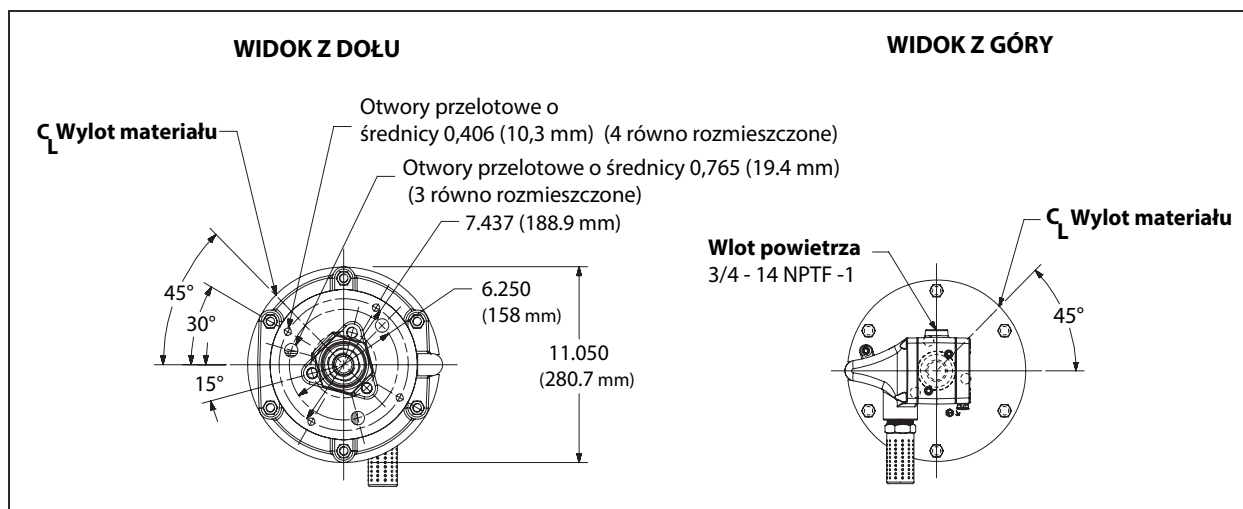 WIDOK Z DOŁU
WIDOK Z GÓRY
Otwory przelotowe o
średnicy 0,406 (10,3 mm) (4 równo rozmieszczone)
CL Wylot materiału
Otwory przelotowe o średnicy 0,765 (19.4 mm)
(3 równo rozmieszczone)
7.437 (188.9 mm)
CL Wylot materiału
Wlot powietrza
3/4 - 14 NPTF -1
45°
30°
15°
6.250
(158 mm)
11.050
(280.7 mm)
45°